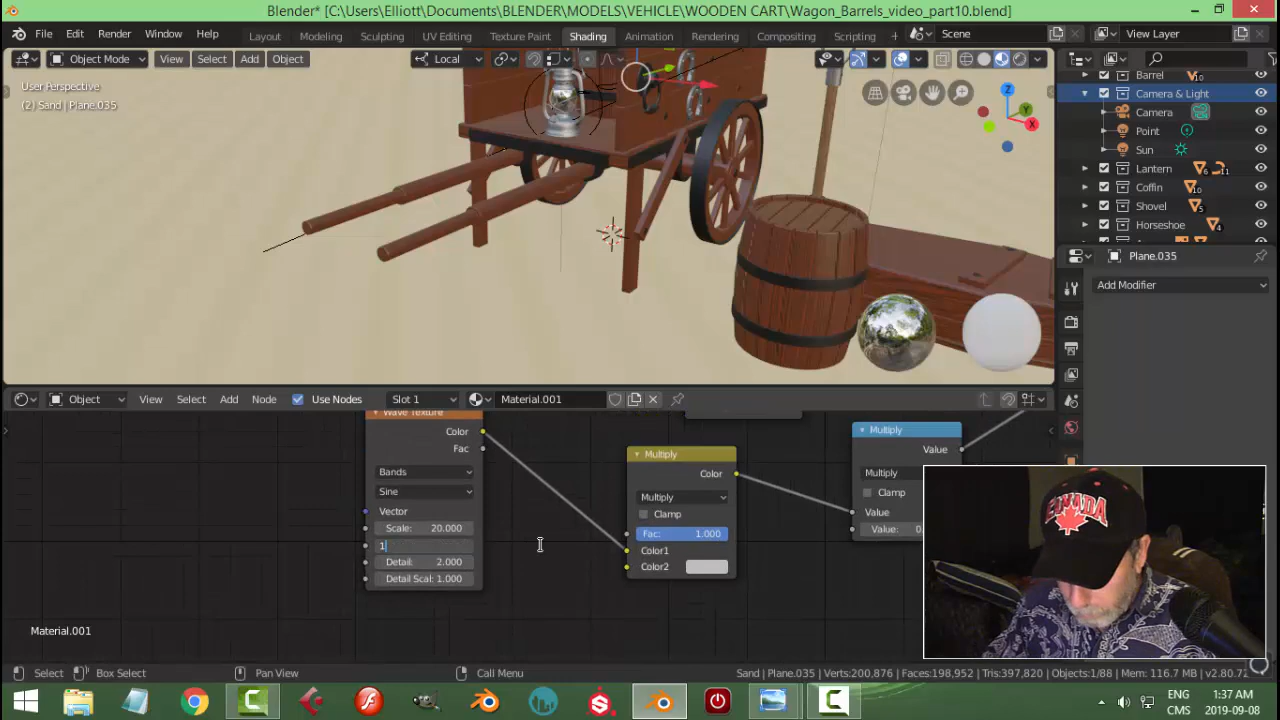 Blender* [C:\Users\Elliott\Documents\BLENDER\MODELS\VEHICLE\WOODEN CART\Wagon_Barrels_video_part10.blend]
File Edit Render Window Help Layout Modeling Sculpting UV Editing Texture Paint Shading Animation Rendering Compositing Scripting + Scene View Layer
Object Mode View Select Add Object Local
User Perspective
(2) Sand | Plane.035
Z
Y
X
Barrel 10
Camera & Light
Camera
Point
Sun
Lantern 6 11
Coffin 10
Shovel 5
Horseshoe 4
Plane.035
Add Modifier
Object View Select Add Node Use Nodes Slot 1 Material.001
Wave Texture
Color
Fac
Bands
Sine
Vector
Scale: 20.000
1
Detail: 2.000
Detail Scal: 1.000
Multiply
Color
Multiply
Clamp
Fac: 1.000
Color1
Color2
Multiply
Value
Multiply
Clamp
Value
Value:
CANADA
Material.001
Select Box Select Pan View Call Menu Sand | Plane.035 Verts:200,876 | Faces:198,952 | Tris:397,820 | Objects:1/88 | Mem: 116.7 MB | v2.80.7
ENG
CMS
1:37 AM
2019-09-08